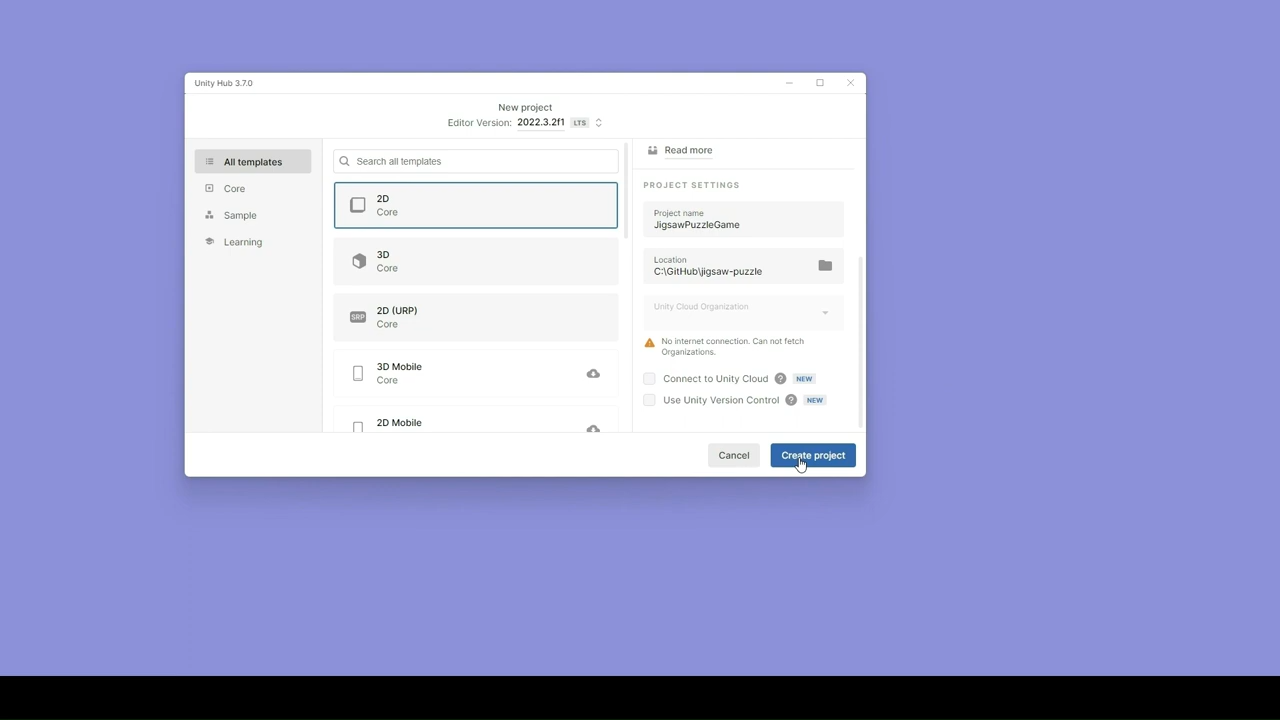 Unity Hub 3.7.0
New project
Editor Version: 2022.3.2f1 LTS
All templates
Core
Sample
Learning
Search all templates
2D
Core
3D
Core
SRP
2D (URP)
Core
3D Mobile
Core
2D Mobile
Read more
PROJECT SETTINGS
Project name
JigsawPuzzleGame
Location
C:\GitHub\jigsaw-puzzle
Unity Cloud Organization
No internet connection. Can not fetch
Organizations.
Connect to Unity Cloud ? NEW
Use Unity Version Control ? NEW
Cancel
Create project